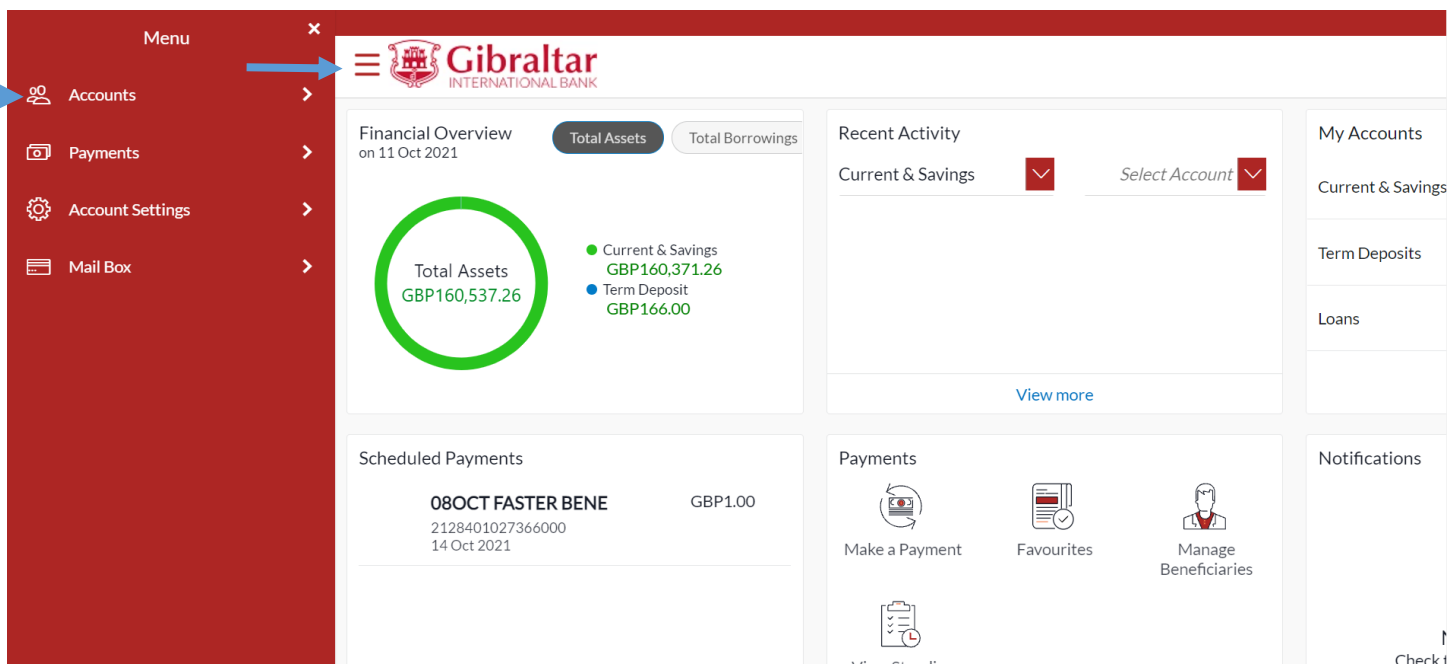 Menu
×
Accounts
Payments
Account Settings
Mail Box
Gibraltar
INTERNATIONAL BANK
Financial Overview
on 11 Oct 2021
Total Assets
Total Borrowings
Total Assets
GBP160,537.26
Current & Savings
GBP160,371.26
Term Deposit
GBP166.00
Recent Activity
Current & Savings
Select Account
View more
My Accounts
Current & Savings
Term Deposits
Loans
Scheduled Payments
08OCT FASTER BENE GBP1.00
2128401027366000
14 Oct 2021
Payments
Make a Payment
Favourites
Manage
Beneficiaries
Notifications
Check